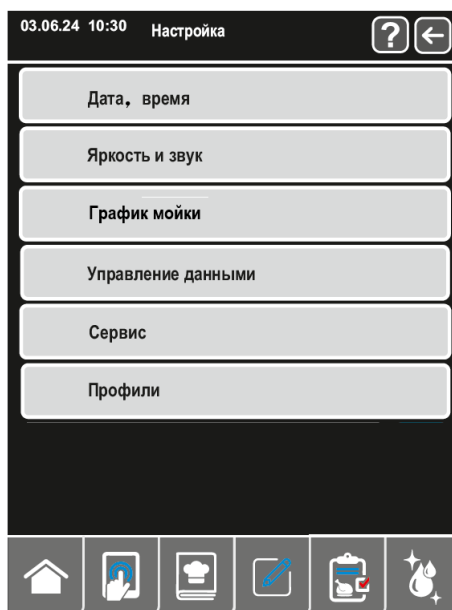 03.06.24 10:30 Настройка ?
Дата, время
Яркость и звук
График мойки
Управление данными
Сервис
Профили